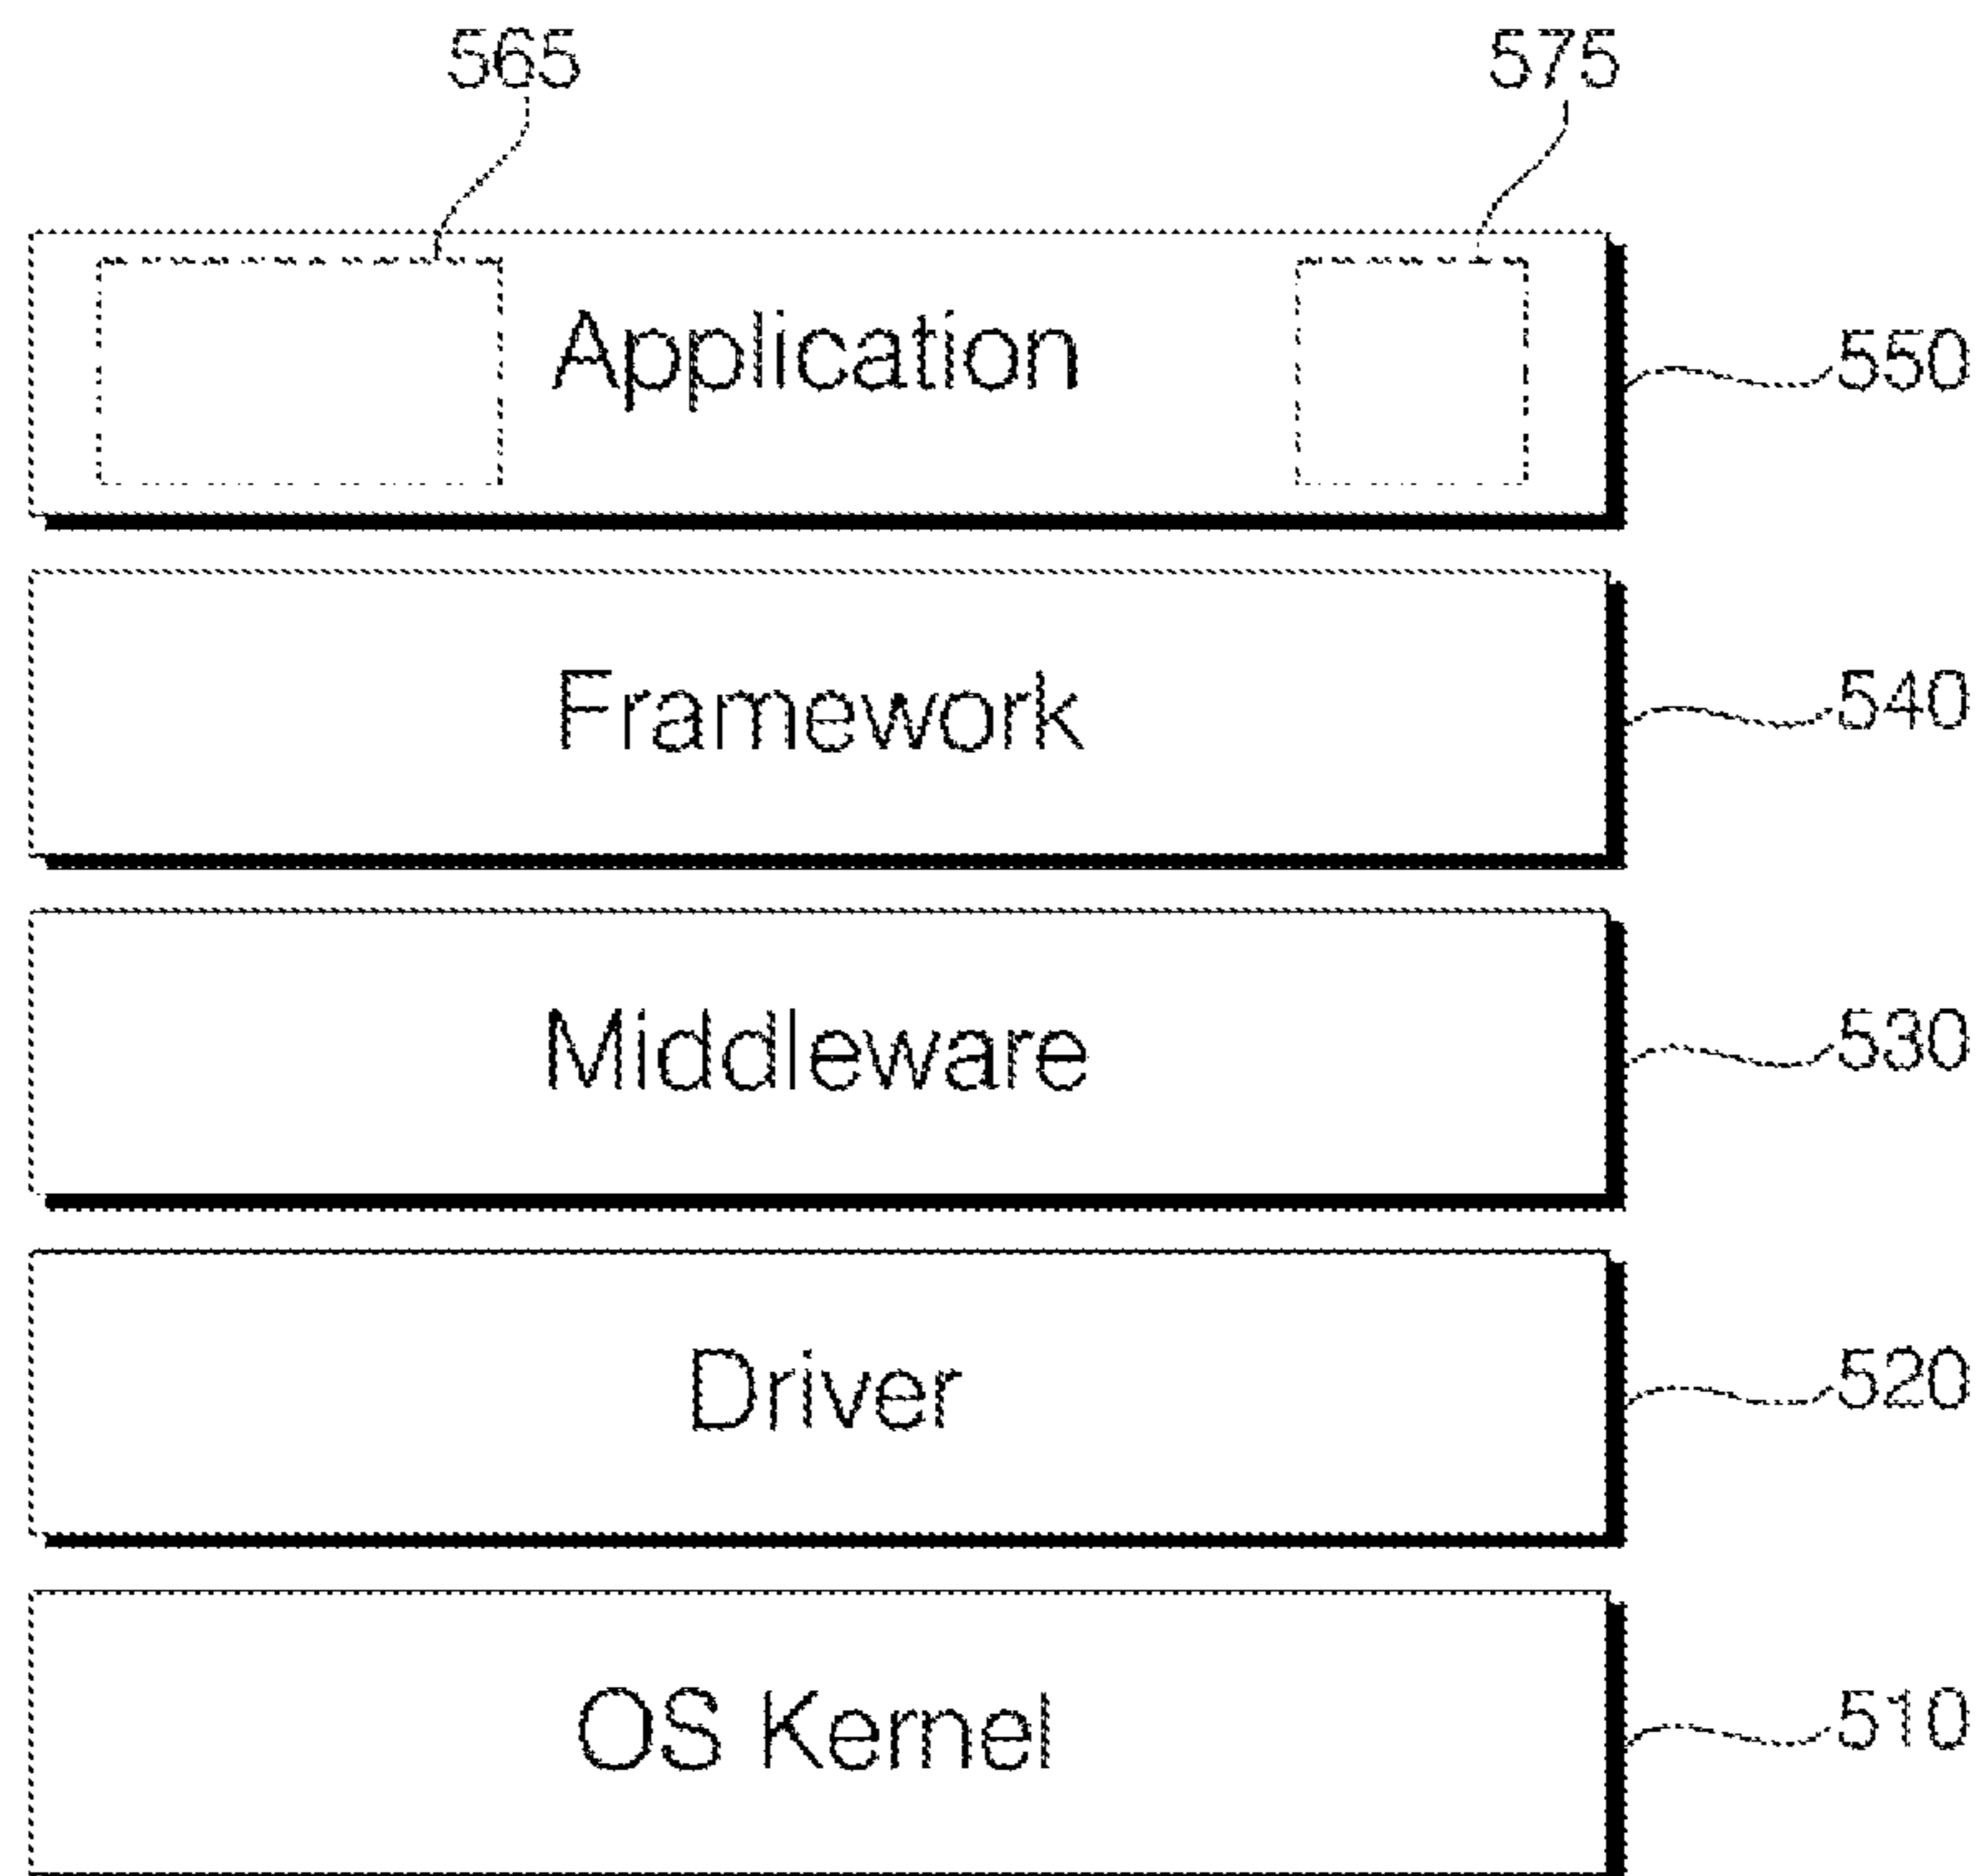 565 575
Application 550
Framework 540
Middleware 530
Driver 520
OS Kernel 510